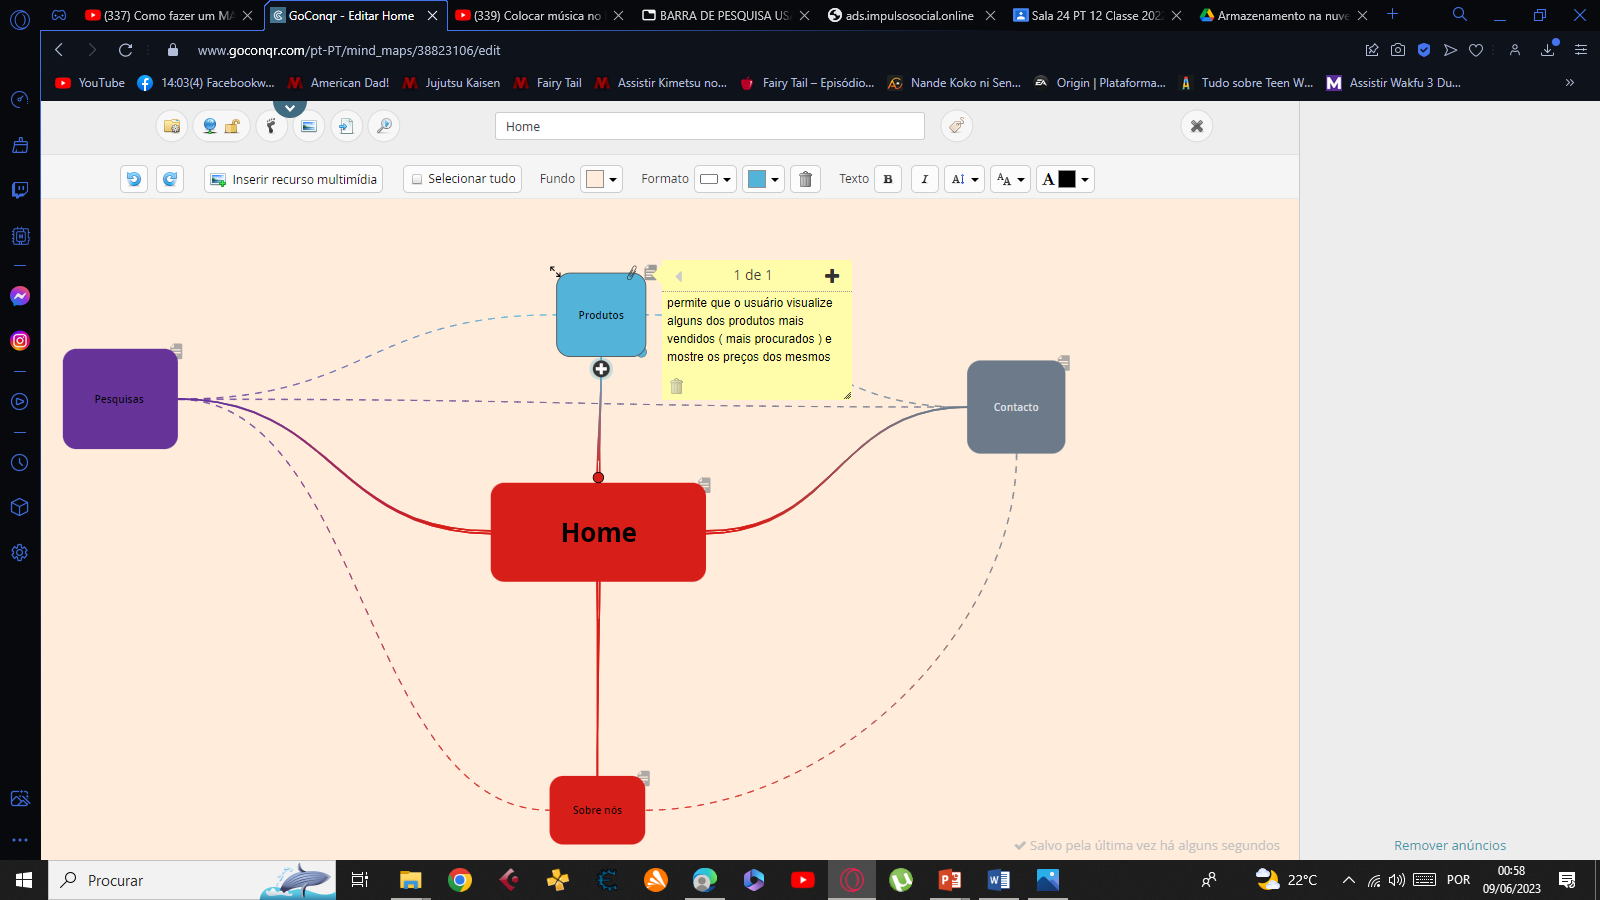 (337) Como fazer um MA
GoConqr - Editar Home
(339) Colocar música no
BARRA DE PESQUISA US
ads.impulsosocial.online
Sala 24 PT 12 Classe 202
Armazenamento na nuve
www.goconqr.com/pt-PT/mind_maps/38823106/edit
YouTube
14:03(4) Facebookw...
American Dad!
Jujutsu Kaisen
Fairy Tail
Assistir Kimetsu no...
Fairy Tail – Episódio...
Nande Koko ni Sen...
Origin | Plataforma...
Tudo sobre Teen W...
Assistir Wakfu 3 Du...
»
Home
Inserir recurso multimídia
Selecionar tudo
Fundo
Formato
Texto
B
I
AI
AA
A
1 de 1
permite que o usuário visualize
alguns dos produtos mais
vendidos ( mais procurados ) e
mostre os preços dos mesmos
Produtos
Pesquisas
Contacto
Home
Sobre nós
Salvo pela última vez há alguns segundos
Remover anúncios
Procurar
22°C
POR
00:58
09/06/2023